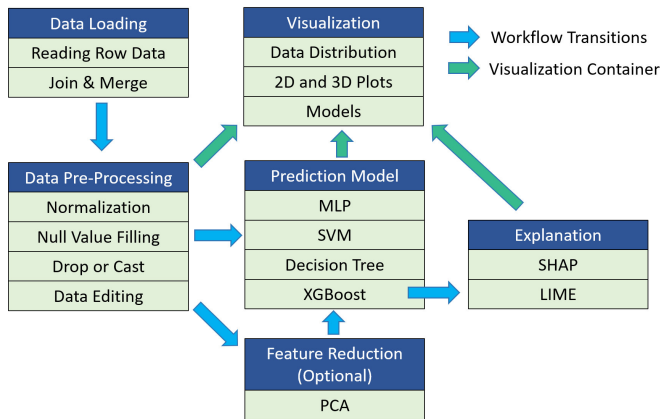 Data Loading
Reading Row Data
Join & Merge
Visualization
Data Distribution
2D and 3D Plots
Models
Workflow Transitions
Visualization Container
Data Pre-Processing
Normalization
Null Value Filling
Drop or Cast
Data Editing
Prediction Model
MLP
SVM
Decision Tree
XGBoost
Explanation
SHAP
LIME
Feature Reduction
(Optional)
PCA